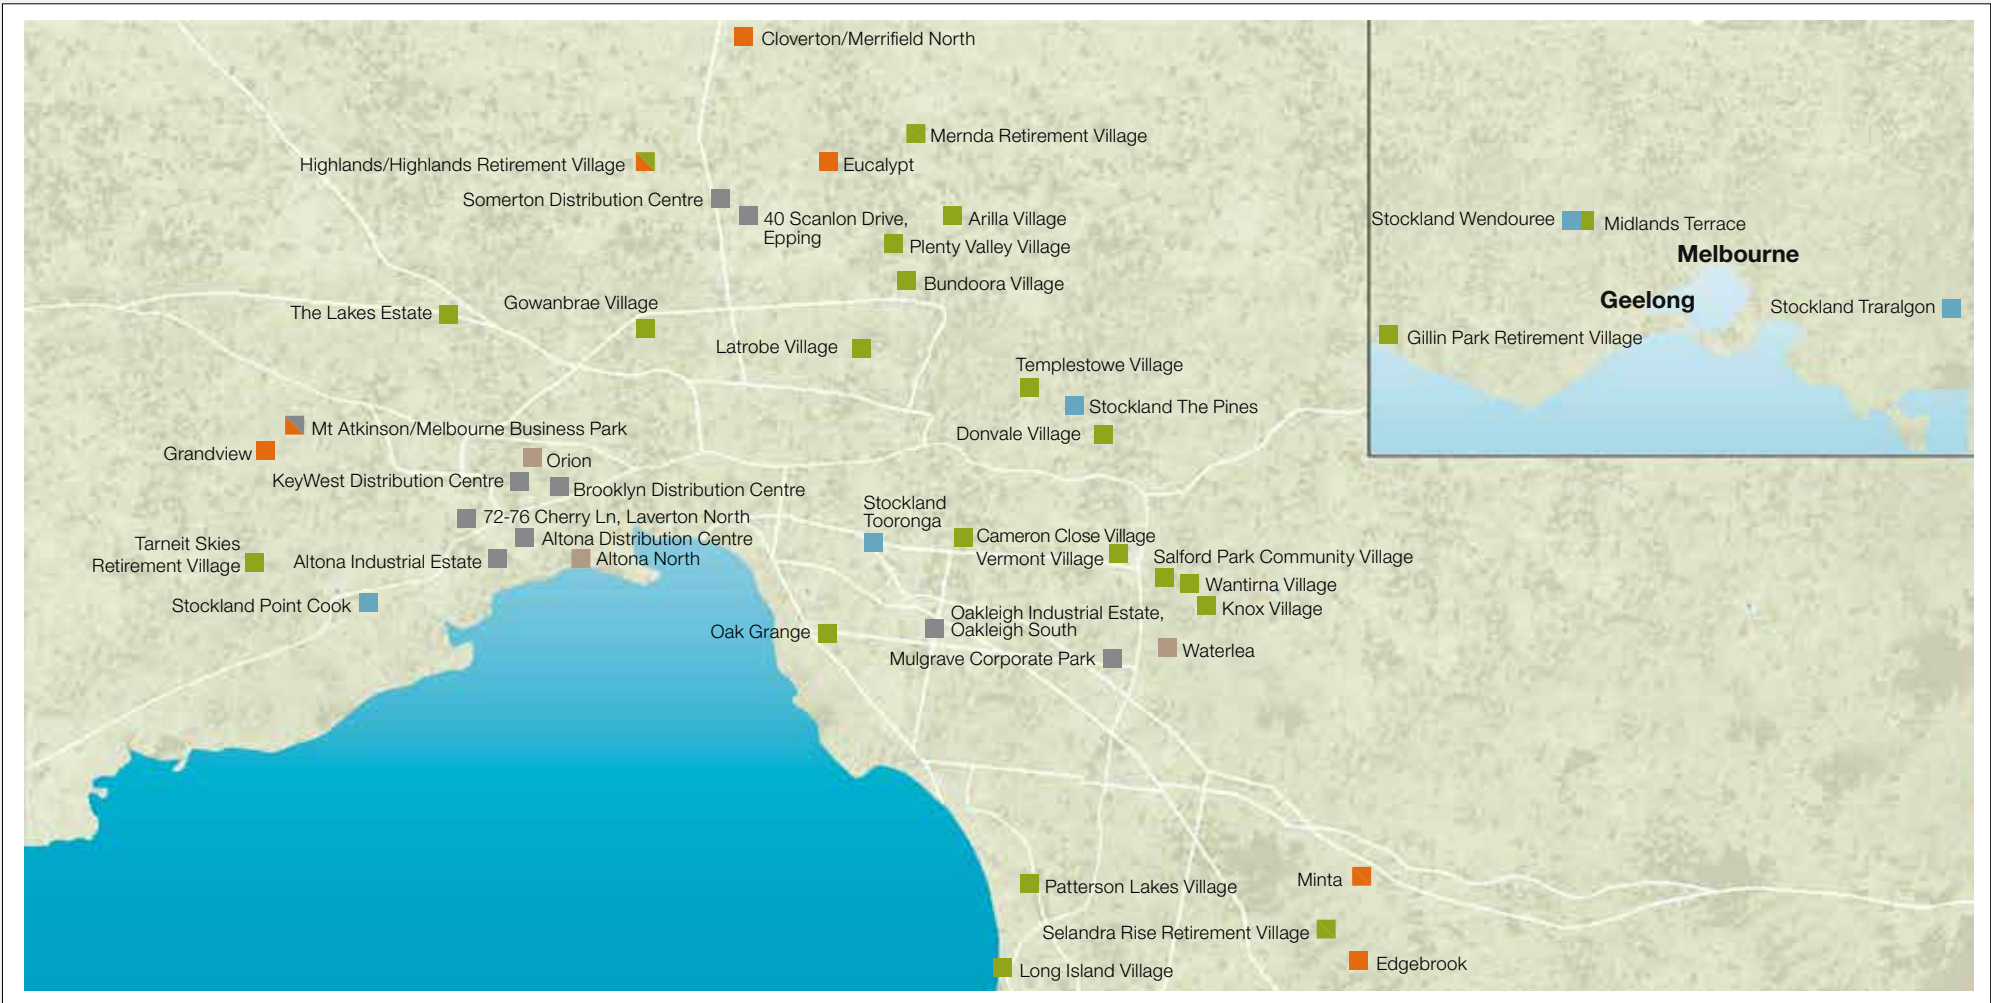 Cloverton/Merrifield North
Mernda Retirement Village
Highlands/Highlands Retirement Village
Eucalypt
Somerton Distribution Centre
40 Scanlon Drive,
Epping
Arilla Village
Plenty Valley Village
Bundoora Village
Stockland Wendouree
Midlands Terrace
Melbourne
Geelong
Stockland Traralgon
Gillin Park Retirement Village
The Lakes Estate
Gowanbrae Village
Latrobe Village
Templestowe Village
Stockland The Pines
Donvale Village
Mt Atkinson/Melbourne Business Park
Grandview
Orion
KeyWest Distribution Centre
Brooklyn Distribution Centre
72-76 Cherry Ln, Laverton North
Altona Distribution Centre
Tarneit Skies
Retirement Village
Altona Industrial Estate
Altona North
Stockland Point Cook
Stockland
Tooronga
Cameron Close Village
Vermont Village
Salford Park Community Village
Wantirna Village
Knox Village
Oakleigh Industrial Estate,
Oakleigh South
Oak Grange
Mulgrave Corporate Park
Waterlea
Minta
Patterson Lakes Village
Selandra Rise Retirement Village
Edgebrook
Long Island Village